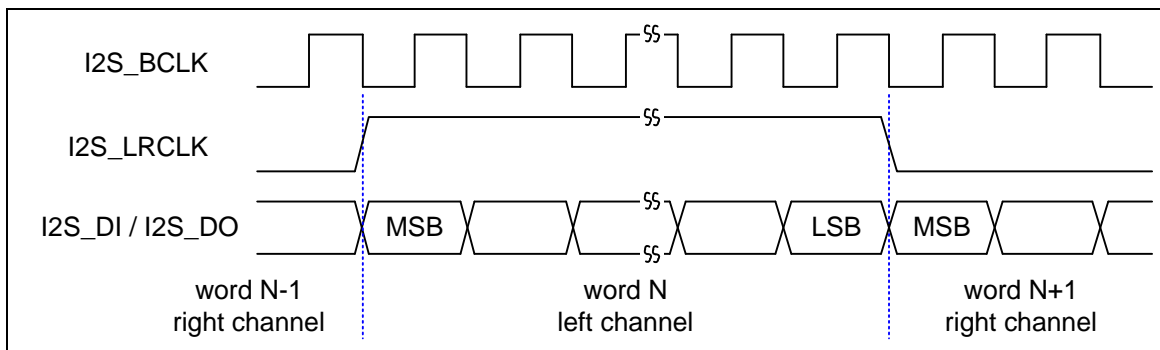 I2S_BCLK
I2S_LRCLK
I2S_DI / I2S_DO
MSB
LSB
MSB
word N-1
right channel
word N
left channel
word N+1
right channel